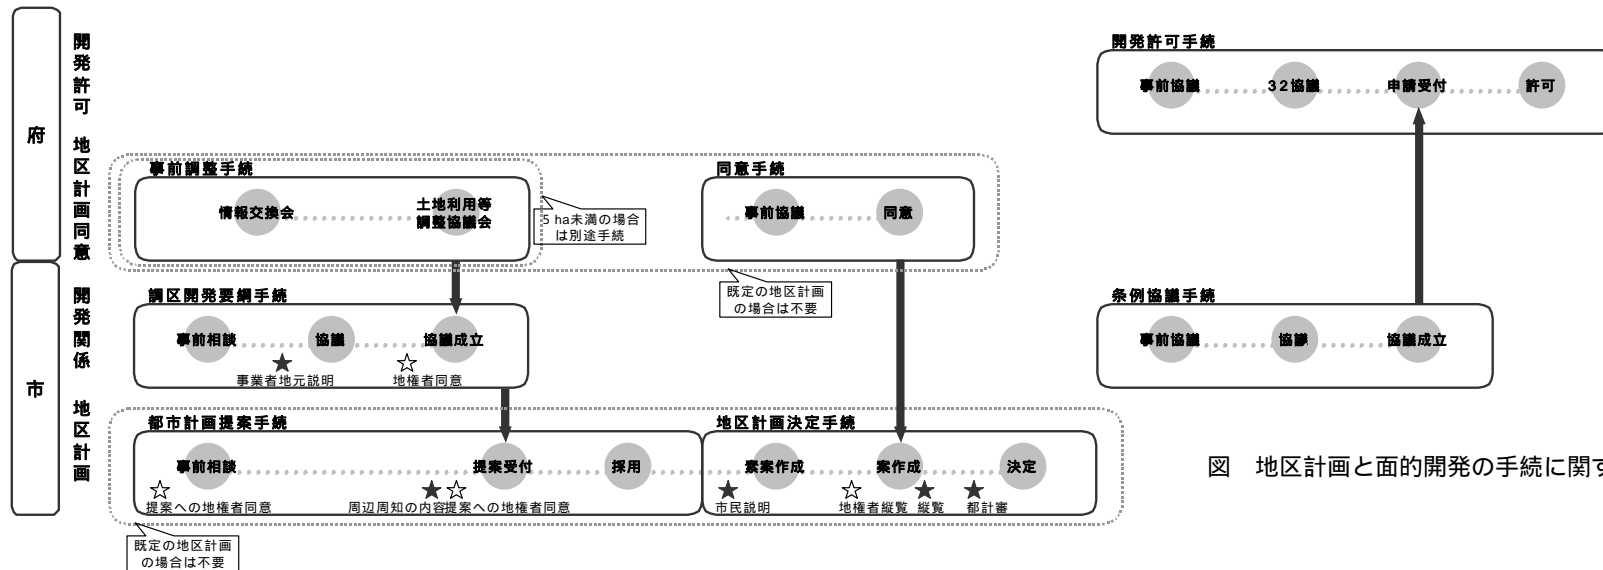 府
開発許可
地区計画同意
開発許可手続
事前協議
32協議
申請受付
許可
事前調整手続
情報交換会
土地利用等
調整協議会
5 ha未満の場合
は別途手続
同意手続
事前協議
同意
既定の地区計画
の場合は不要
市
開発関係
地区計画
調区開発要綱手続
事前相談
協議
協議成立
★
事業者地元説明
☆
地権者同意
条例協議手続
事前協議
協議
協議成立
都市計画提案手続
事前相談
提案受付
採用
☆
提案への地権者同意
★
周辺周知の内容
☆
提案への地権者同意
既定の地区計画
の場合は不要
地区計画決定手続
素案作成
案作成
決定
★
市民説明
☆
地権者縦覧
★
縦覧
★
都計審
図 地区計画と面的開発の手続に関す